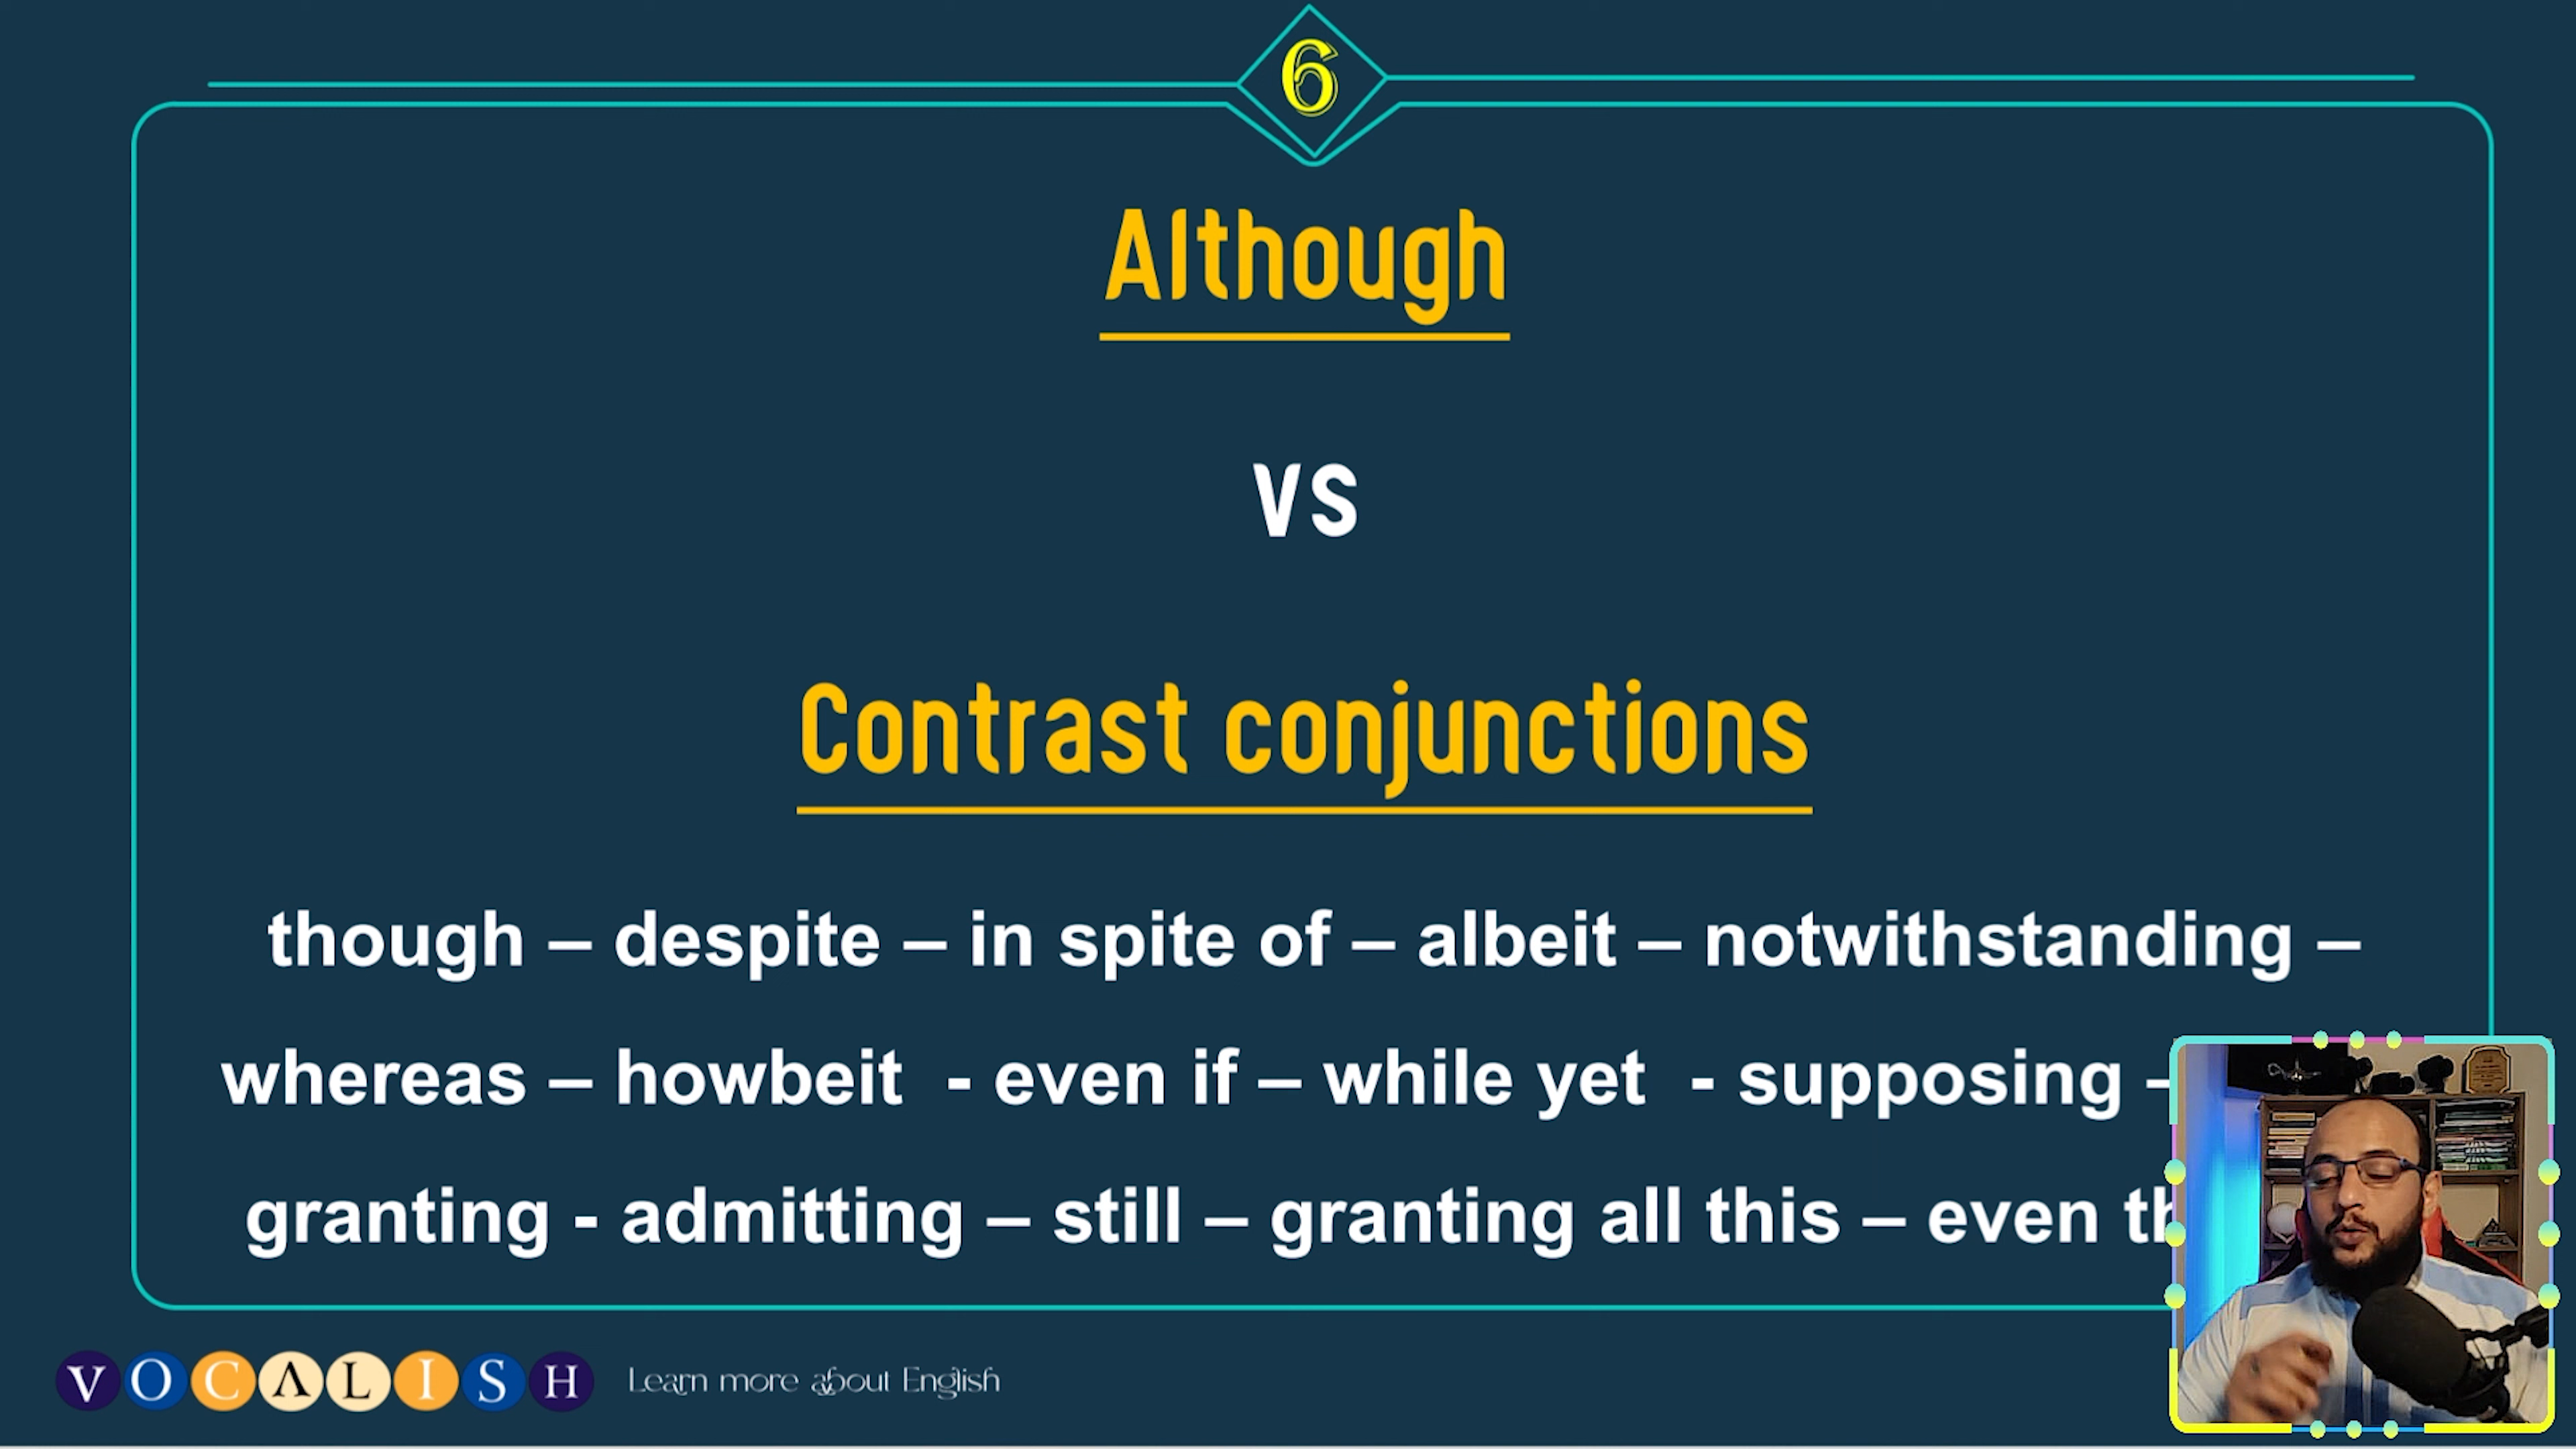 6
Although
vs
Contrast conjunctions
though – despite – in spite of – albeit – notwithstanding –
whereas – howbeit - even if – while yet - supposing –
granting - admitting – still – granting all this – even
VOCALISH Learn more about English